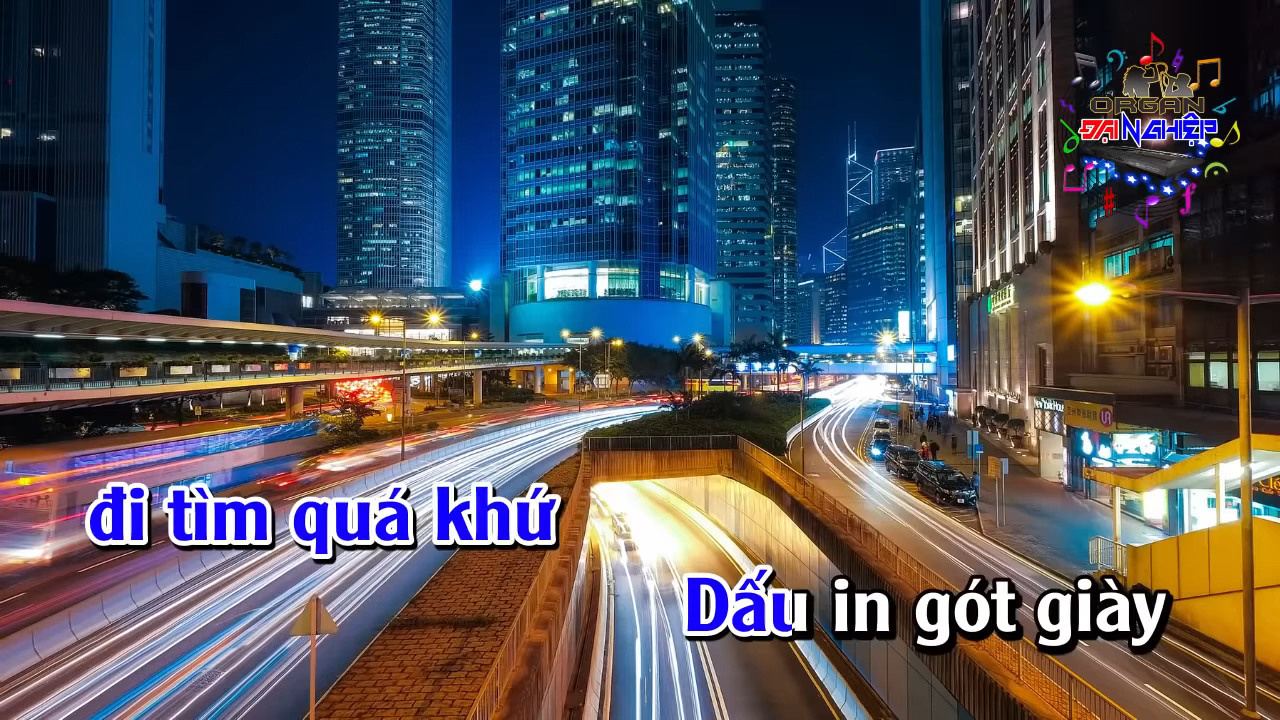 ORGAN
ĐẠI NGHIỆP
đi tìm quá khứ
Dấu in gót giày